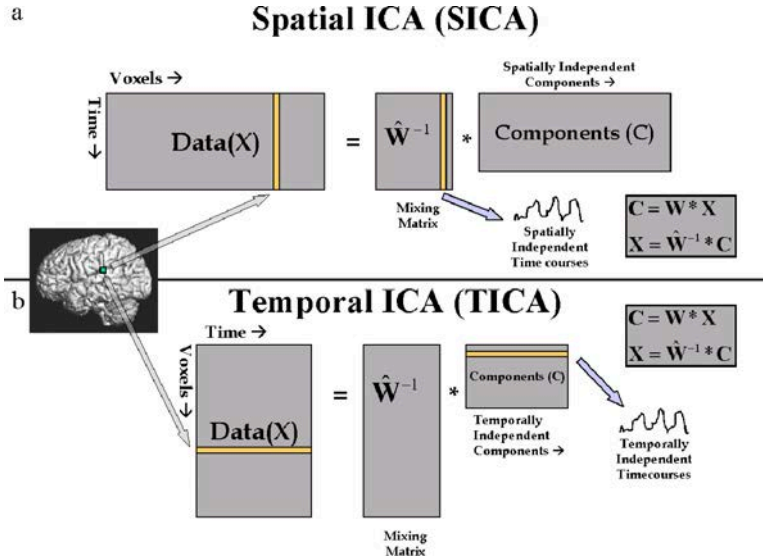 a
Spatial ICA (SICA)
Voxels →
Time →
Data(X)
=
Ŵ⁻¹
*
Spatially Independent
Components →
Components (C)
Mixing
Matrix
Spatially
Independent
Time courses
C = W * X
X = Ŵ⁻¹ * C
b
Temporal ICA (TICA)
Time →
Voxels →
Data(X)
=
Ŵ⁻¹
*
Components (C)
Temporally
Independent
Components →
Mixing
Matrix
Temporally
Independent
Timecourses
C = W * X
X = Ŵ⁻¹ * C